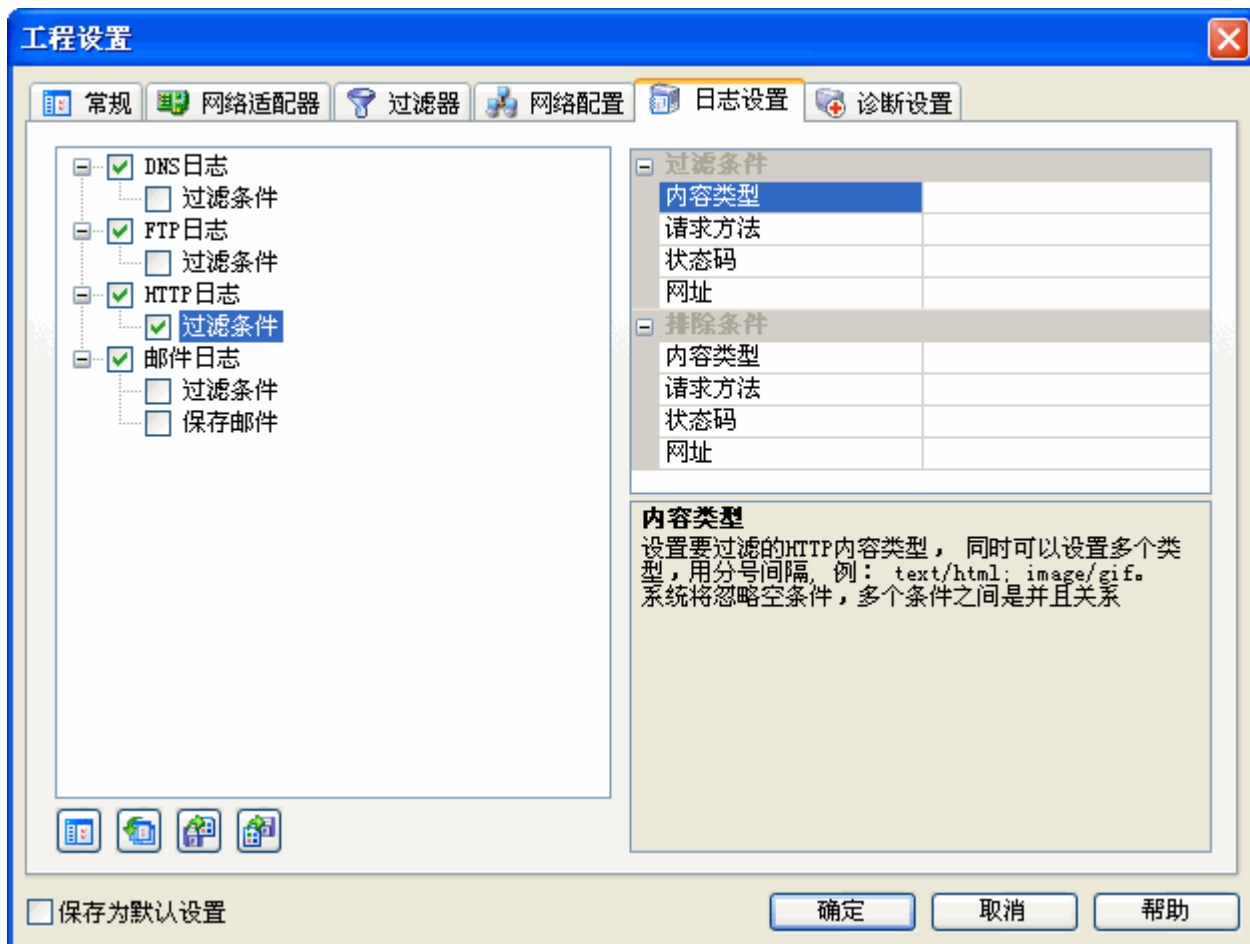 工程设置
常规 网络适配器 过滤器 网络配置 日志设置 诊断设置
DNS日志
过滤条件
FTP日志
过滤条件
HTTP日志
过滤条件
邮件日志
过滤条件
保存邮件
过滤条件
内容类型
请求方法
状态码
网址
排除条件
内容类型
请求方法
状态码
网址
内容类型
设置要过滤的HTTP内容类型， 同时可以设置多个类
型，用分号间隔, 例： text/html; image/gif。
系统将忽略空条件，多个条件之间是并且关系
保存为默认设置
确定 取消 帮助